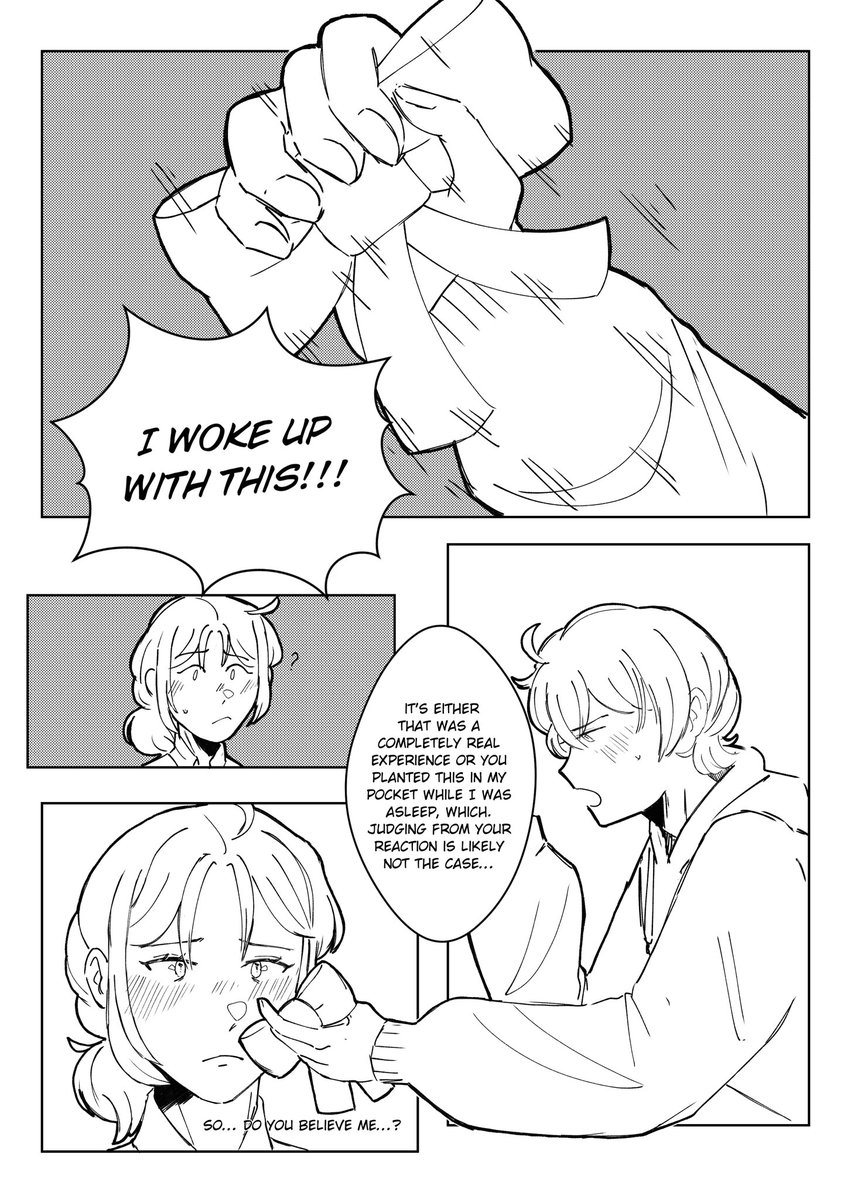 I WOKE UP
WITH THIS!!!
?
IT'S EITHER
THAT WAS A
COMPLETELY REAL
EXPERIENCE OR YOU
PLANTED THIS IN MY
POCKET WHILE I WAS
ASLEEP, WHICH.
JUDGING FROM YOUR
REACTION IS LIKELY
NOT THE CASE...
SO... DO YOU BELIEVE ME...?